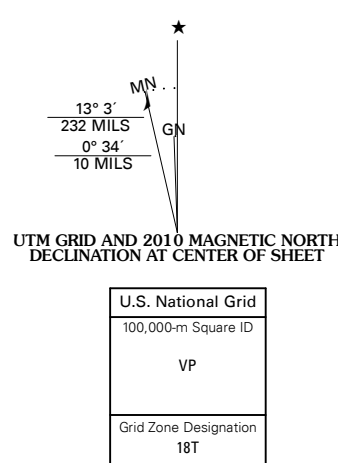 ★
MN
13° 3´
232 MILS
GN
0° 34´
10 MILS
UTM GRID AND 2010 MAGNETIC NORTH
DECLINATION AT CENTER OF SHEET
U.S. National Grid
100,000-m Square ID
VP
Grid Zone Designation
18T